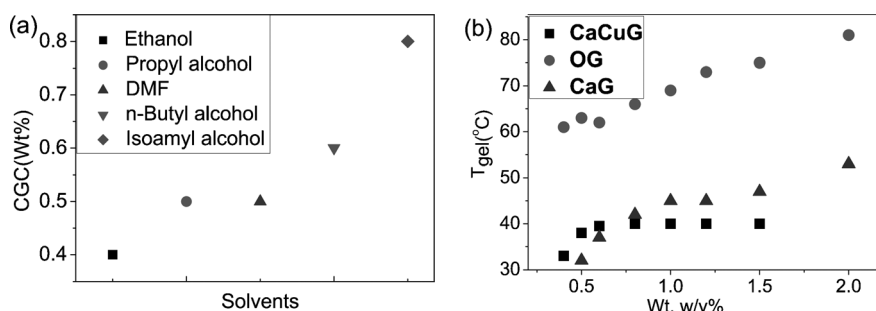 (a)
Ethanol
Propyl alcohol
DMF
n-Butyl alcohol
Isoamyl alcohol
CGC(Wt%)
0.8
0.7
0.6
0.5
0.4
Solvents
(b)
CaCuG
OG
CaG
Tgel(°C)
80
70
60
50
40
30
0.5 1.0 1.5 2.0
Wt, w/v%